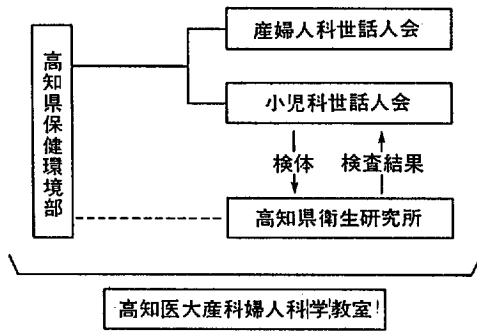 高知県保健環境部
産婦人科世話人会
小児科世話人会
検体
検査結果
高知県衛生研究所
高知医大産科婦人科学教室